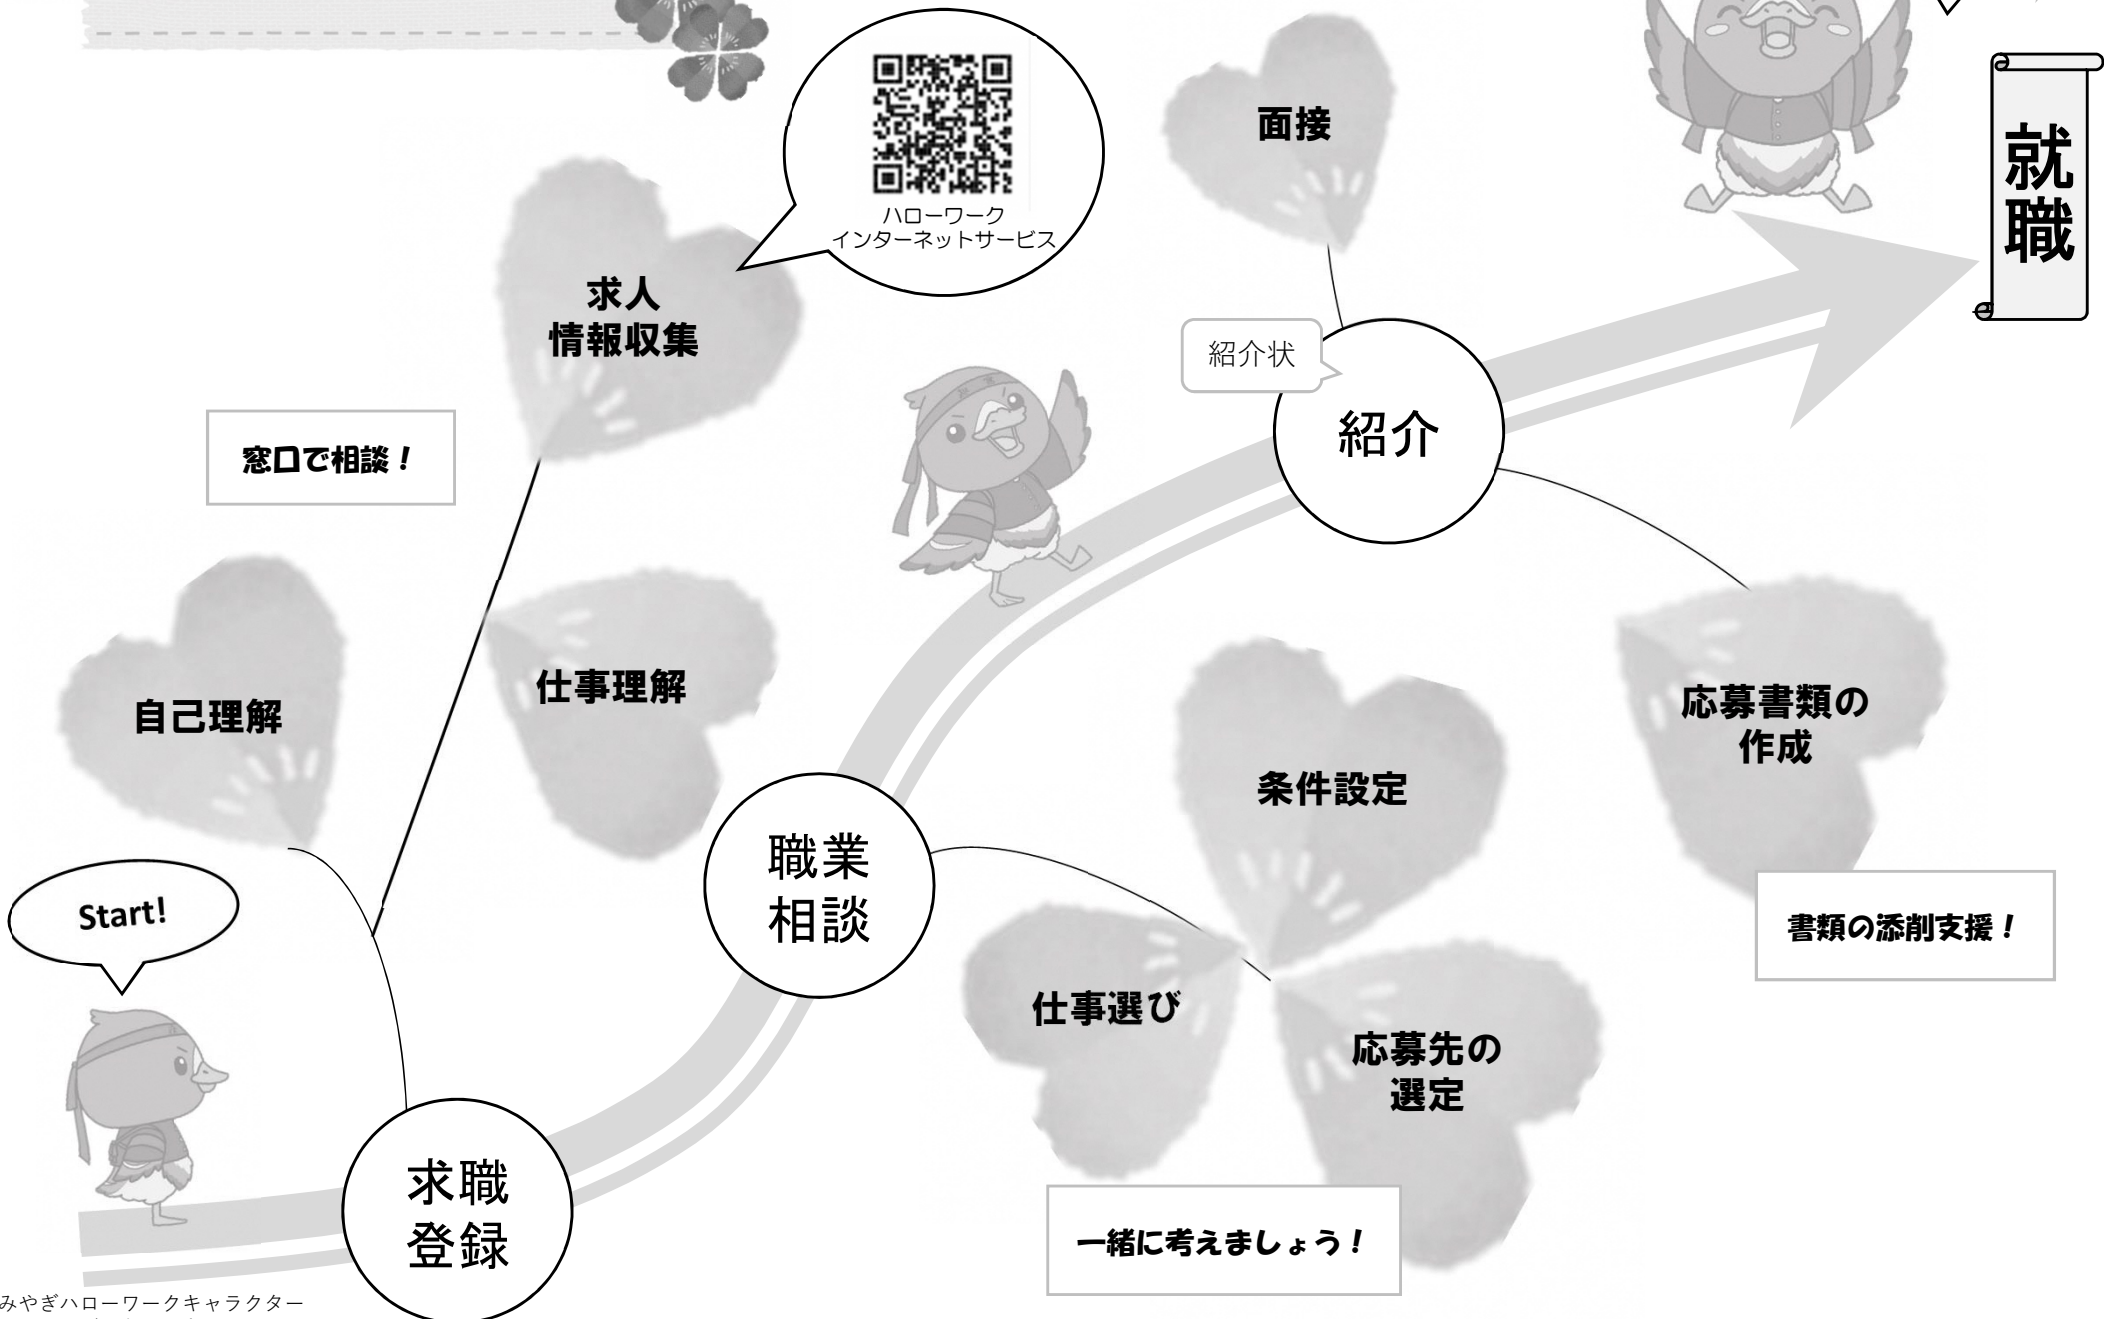 ハローワーク
インターネットサービス
面接
就職
求人
情報収集
紹介状
紹介
窓口で相談！
自己理解
仕事理解
応募書類の
作成
条件設定
職業
相談
Start!
書類の添削支援！
仕事選び
応募先の
選定
求職
登録
一緒に考えましょう！
みやぎハローワークキャラクター